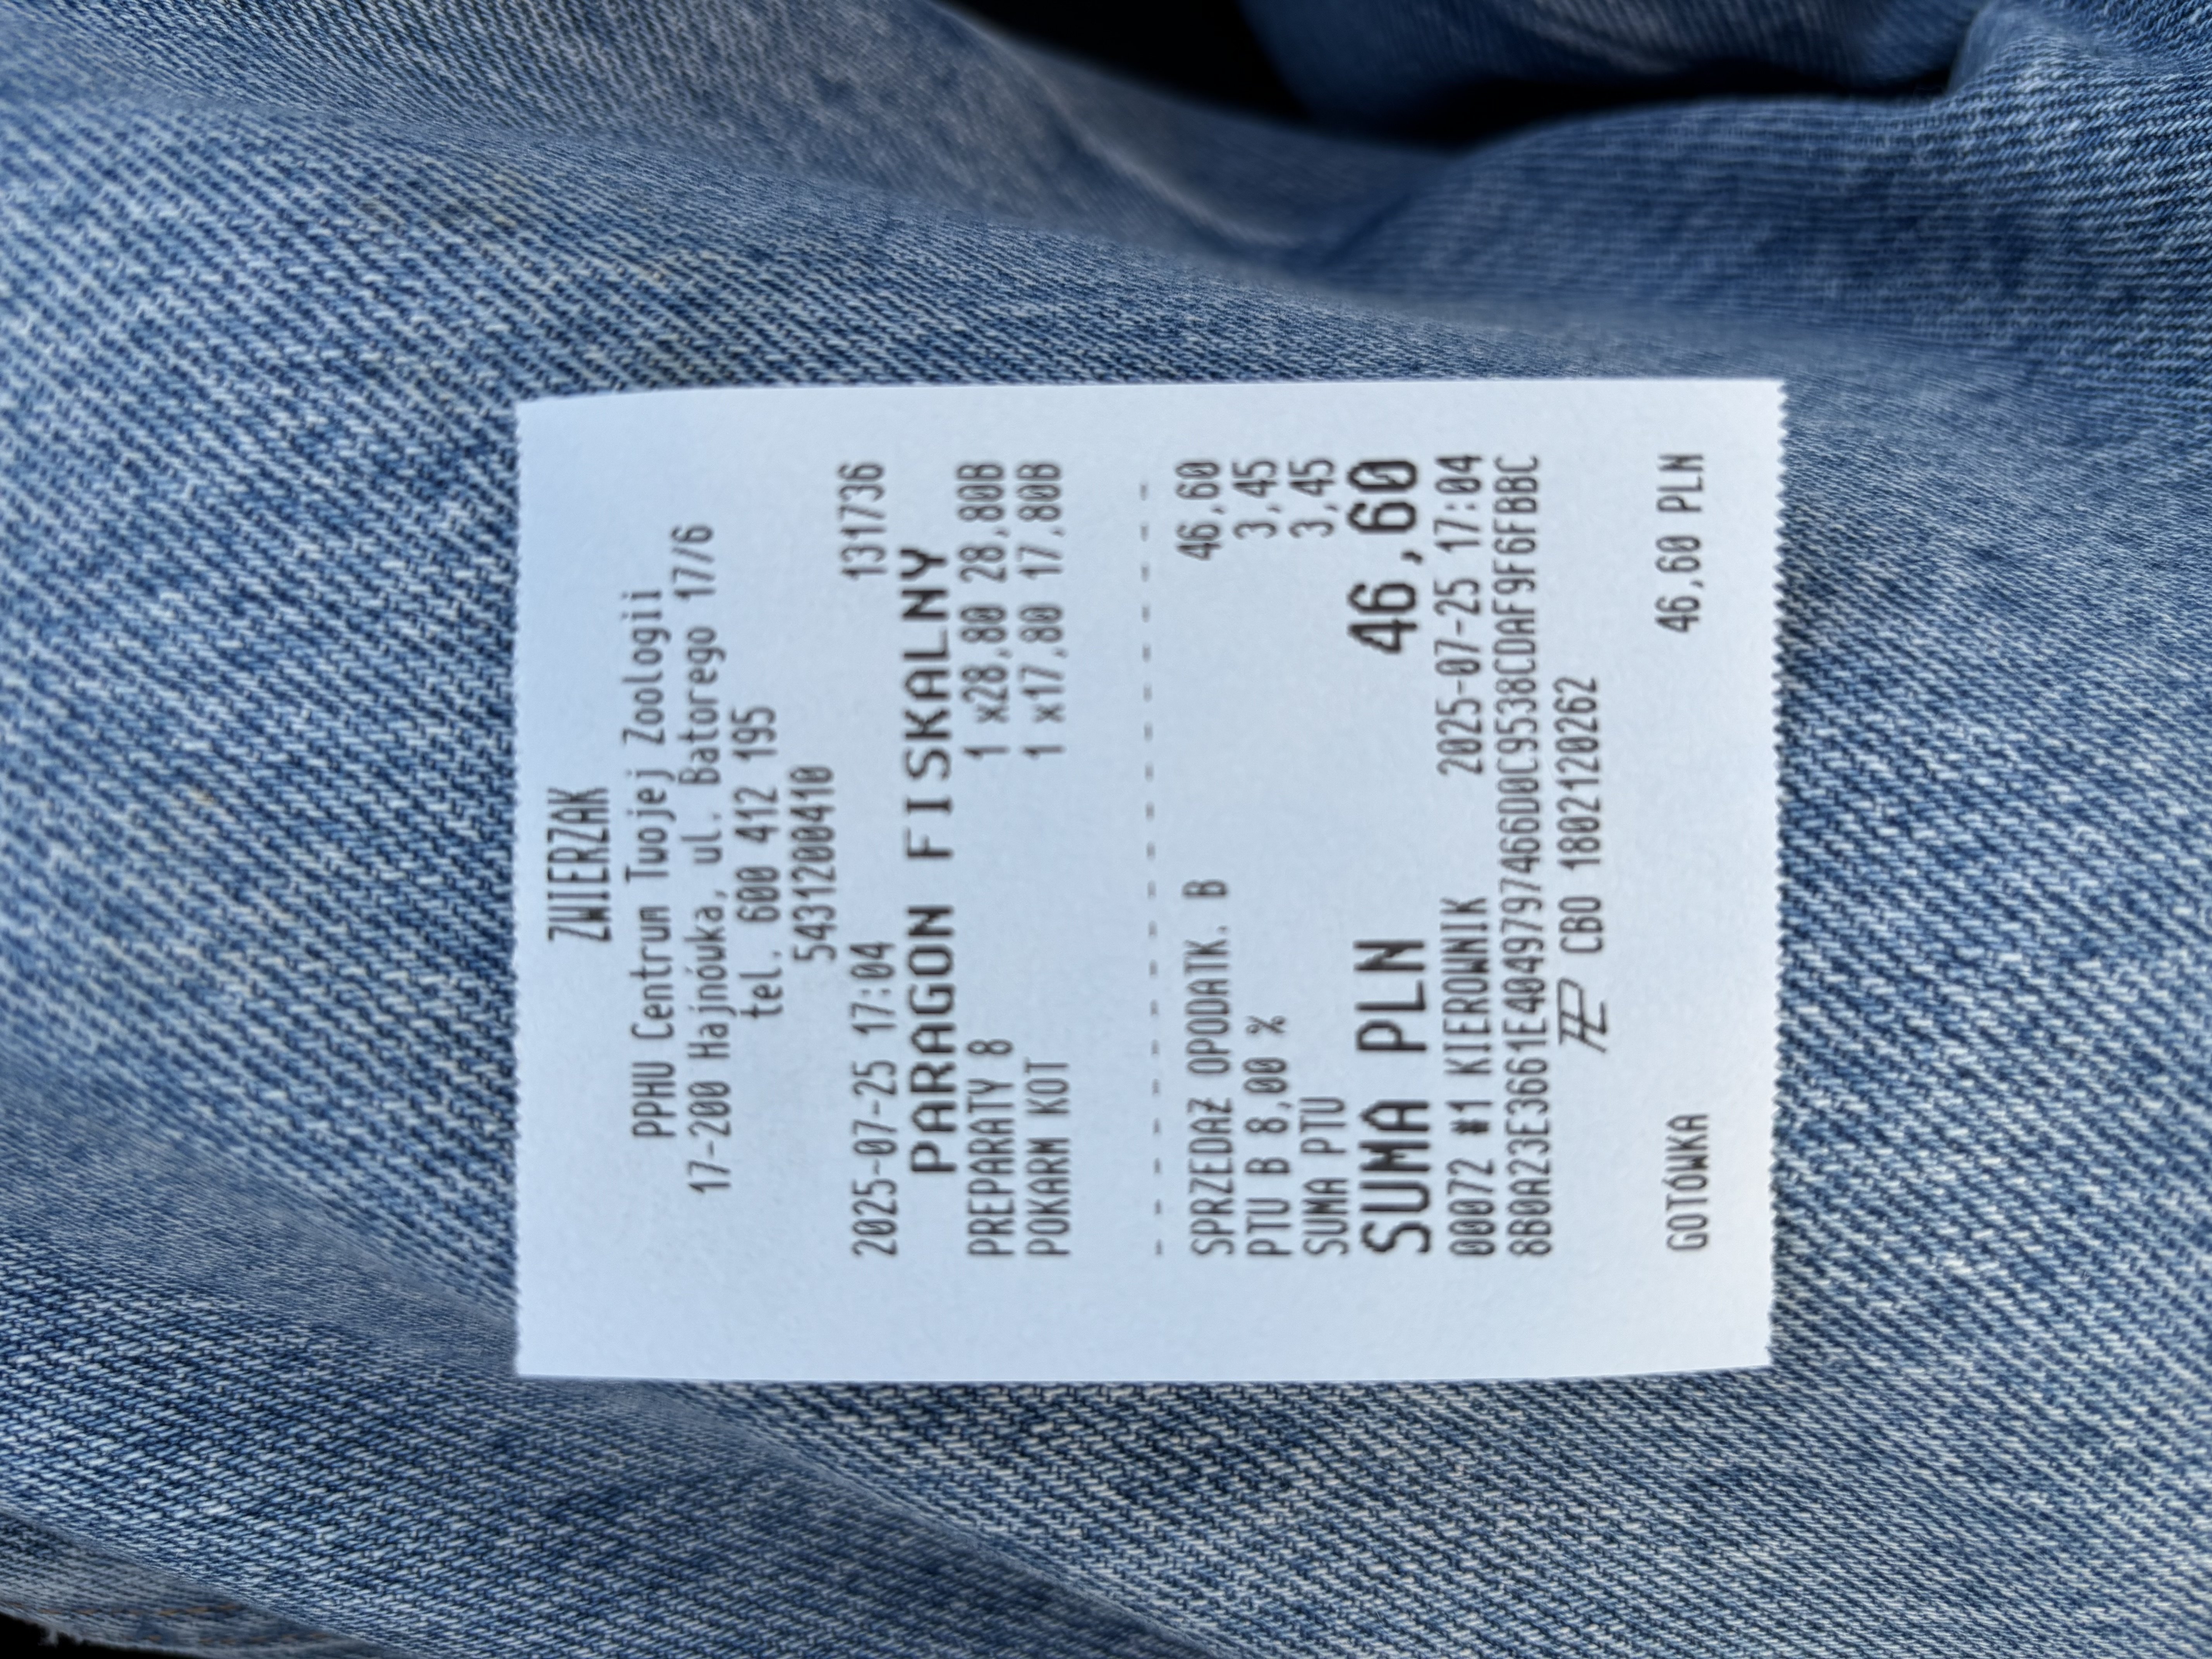 ZWIERZAK
PPHU Centrum Twojej Zoologii
17-200 Hajnówka, ul. Batorego 17/6
tel. 600 412 195
5431200410
2025-07-25 17:04 131736
PARAGON FISKALNY
PREPARATY 8 1 x28,80 28,80B
POKARM KOT 1 x17,80 17,80B
SPRZEDAŻ OPODATK. B 46,60
PTU B 8,00 % 3,45
SUMA PTU 3,45
SUMA PLN 46,60
00072 #1 KIEROWNIK 2025-07-25 17:04
8B0A23E3661E4049797466D0C9538CDAF9F6FBBC
CBO 1802120262
GOTÓWKA 46,60 PLN